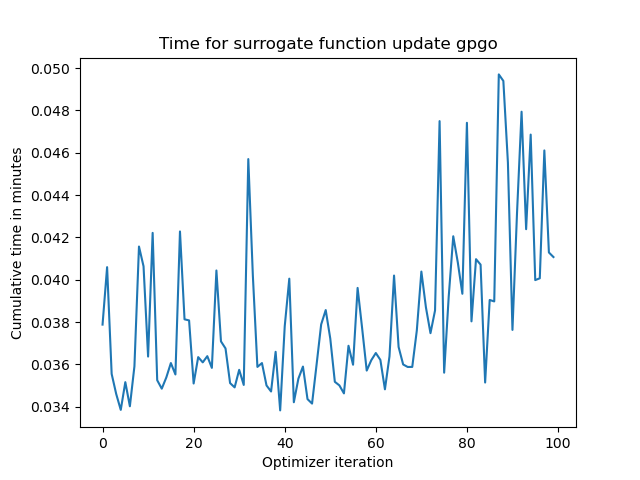 Time for surrogate function update gpgo
Cumulative time in minutes
0.050
0.048
0.046
0.044
0.042
0.040
0.038
0.036
0.034
0 20 40 60 80 100
Optimizer iteration